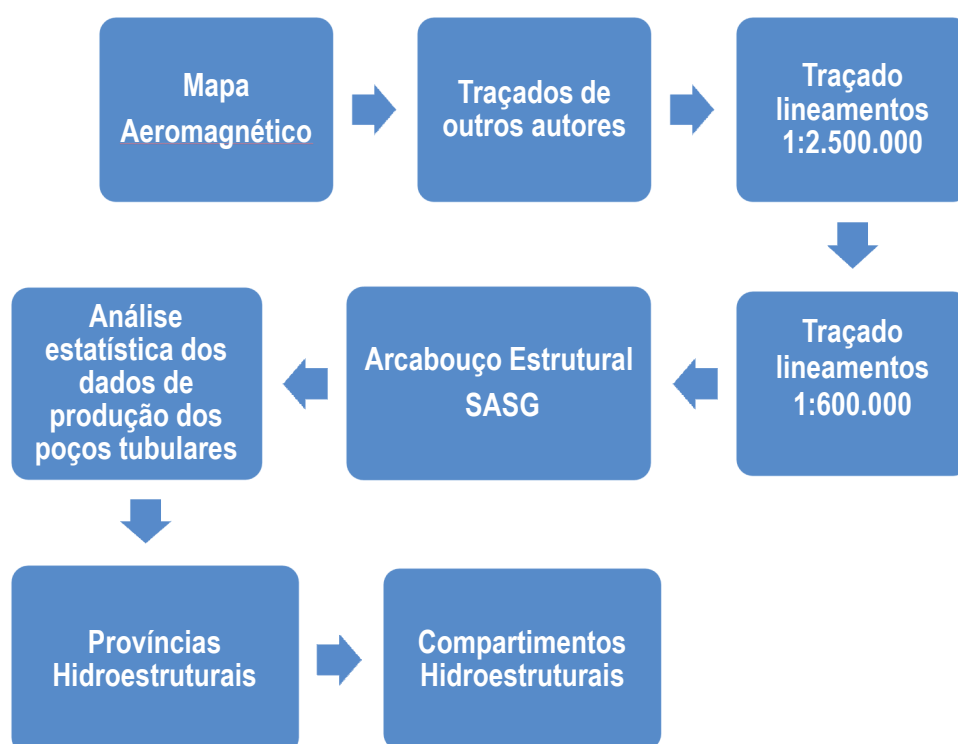 Mapa
Aeromagnético
Traçados de
outros autores
Traçado
lineamentos
1:2.500.000
Traçado
lineamentos
1:600.000
Arcabouço Estrutural
SASG
Análise
estatística dos
dados de
produção dos
poços tubulares
Províncias
Hidroestruturais
Compartimentos
Hidroestruturais